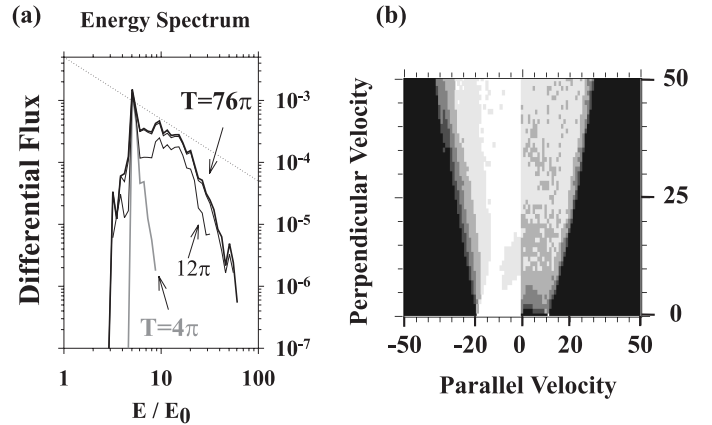 (a)
Energy Spectrum
Differential Flux
T=76π
12π
T=4π
10-3
10-4
10-5
10-6
10-7
1
10
100
E / E0
(b)
Perpendicular Velocity
50
25
0
-50
-20
0
20
50
Parallel Velocity